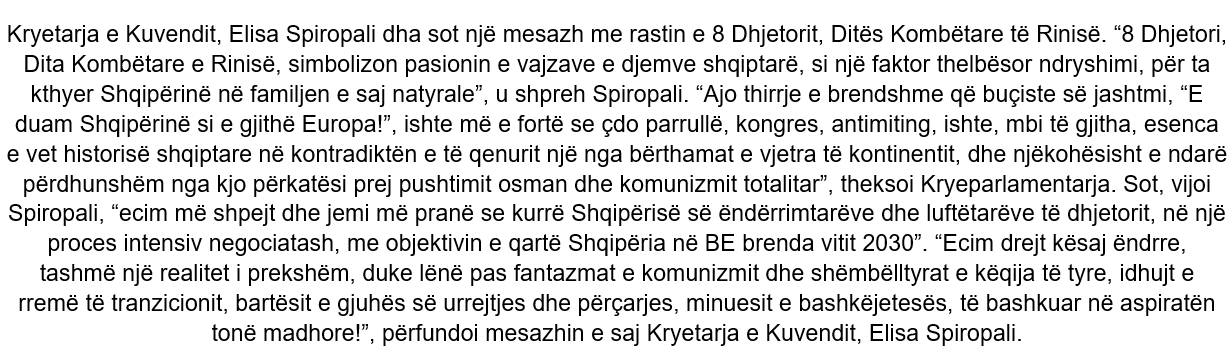 Kryetarja e Kuvendit, Elisa Spiropali dha sot një mesazh me rastin e 8 Dhjetorit, Ditës Kombëtare të Rinisë. “8 Dhjetori,
Dita Kombëtare e Rinisë, simbolizon pasionin e vajzave e djemve shqiptarë, si një faktor thelbësor ndryshimi, për ta
kthyer Shqipërinë në familjen e saj natyrale”, u shpreh Spiropali. “Ajo thirrje e brendshme që buçiste së jashtmi, “E
duam Shqipërinë si e gjithë Europa!”, ishte më e fortë se çdo parrullë, kongres, antimiting, ishte, mbi të gjitha, esenca
e vet historisë shqiptare në kontradiktën e të qenurit një nga bërthamat e vjetra të kontinentit, dhe njëkohësisht e ndarë
përdhunshëm nga kjo përkatësi prej pushtimit osman dhe komunizmit totalitar”, theksoi Kryeparlamentarja. Sot, vijoi
Spiropali, “ecim më shpejt dhe jemi më pranë se kurrë Shqipërisë së ëndërrimtarëve dhe luftëtarëve të dhjetorit, në një
proces intensiv negociatash, me objektivin e qartë Shqipëria në BE brenda vitit 2030”. “Ecim drejt kësaj ëndrre,
tashmë një realitet i prekshëm, duke lënë pas fantazmat e komunizmit dhe shëmbëlltyrat e këqija të tyre, idhujt e
rremë të tranzicionit, bartësit e gjuhës së urrejtjes dhe përçarjes, minuesit e bashkëjetesës, të bashkuar në aspiratën
tonë madhore!”, përfundoi mesazhin e saj Kryetarja e Kuvendit, Elisa Spiropali.